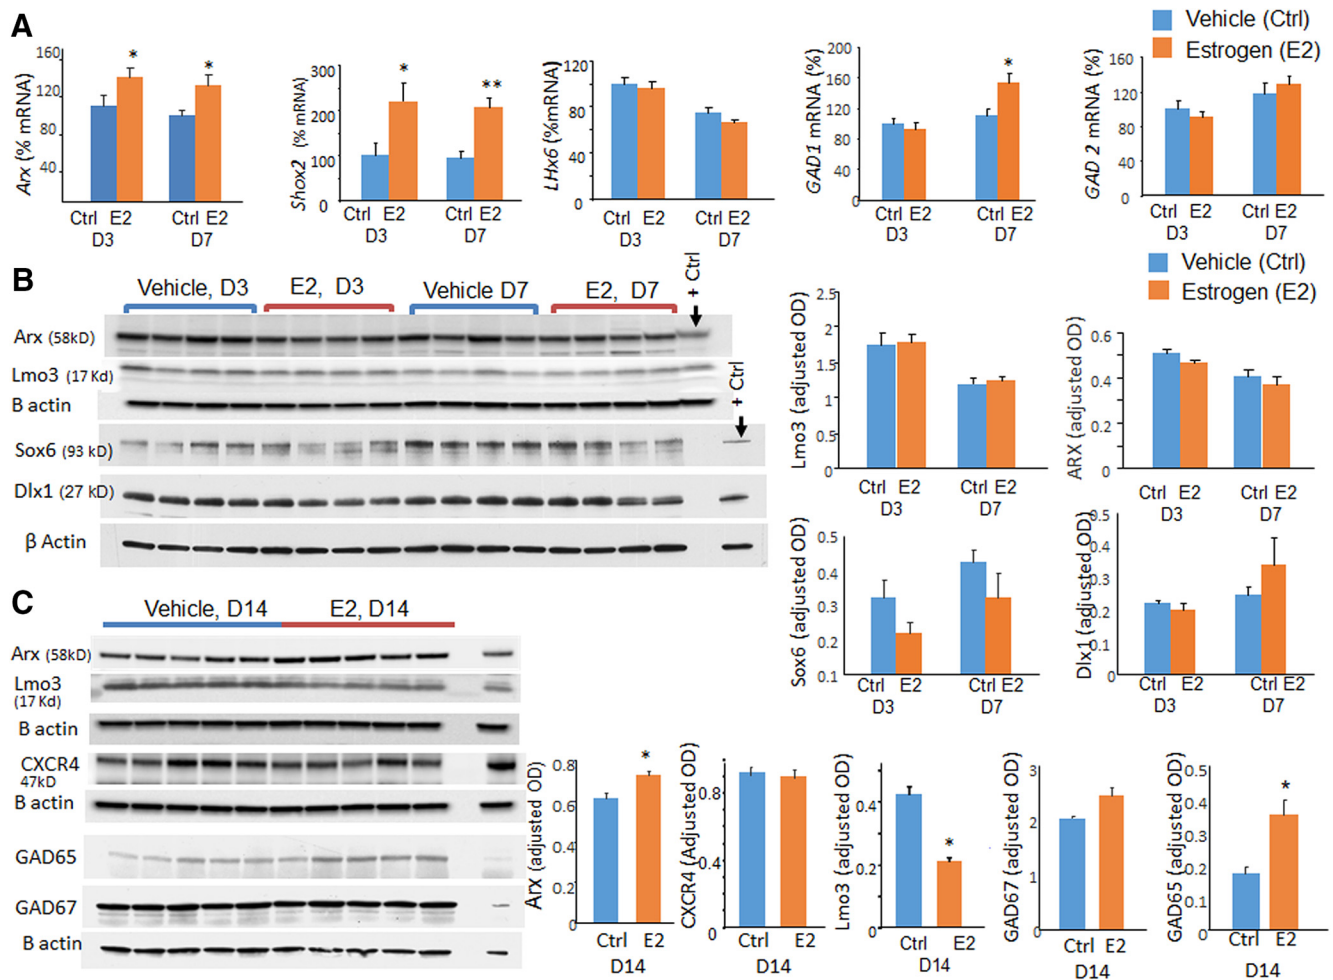 A
Vehicle (Ctrl)
Estrogen (E2)
Arx (% mRNA)
160
120
80
40
*
*
Ctrl E2
D3
Ctrl E2
D7
Shox2 (% mRNA)
300
200
100
0
*
**
Ctrl E2
D3
Ctrl E2
D7
LHx6 (%mRNA)
120
80
40
0
Ctrl E2
D3
Ctrl E2
D7
GAD1 mRNA (%)
200
160
120
80
40
0
*
Ctrl E2
D3
Ctrl E2
D7
GAD 2 mRNA (%)
160
120
80
40
0
Ctrl E2
D3
Ctrl E2
D7
B
Vehicle, D3
E2, D3
Vehicle D7
E2, D7
+ Ctrl
Arx (58kD)
Lmo3 (17 Kd)
B actin
+ Ctrl
Sox6 (93 kD)
Dlx1 (27 kD)
β Actin
Vehicle (Ctrl)
Estrogen (E2)
Lmo3 (adjusted OD)
2.5
2
1.5
1
0.5
0
Ctrl E2
D3
Ctrl E2
D7
ARX (adjusted OD)
0.6
0.4
0.2
0
Ctrl E2
D3
Ctrl E2
D7
Sox6 (adjusted OD)
0.5
0.4
0.3
0.2
0.1
Ctrl E2
D3
Ctrl E2
D7
Dlx1 (adjusted OD)
0.5
0.4
0.3
0.2
0.1
0
Ctrl E2
D3
Ctrl E2
D7
C
Vehicle, D14
E2, D14
Arx (58kD)
Lmo3
(17 Kd)
B actin
CXCR4
47kD
B actin
GAD65
GAD67
B actin
Arx (adjusted OD)
0.8
0.6
0.4
0.2
0
*
Ctrl E2
D14
CXCR4 (Adjusted OD)
0.8
0.4
0
Ctrl E2
D14
Lmo3 (adjusted OD)
0.4
0.2
0
*
Ctrl E2
D14
GAD67 (adjusted OD)
3
2
1
0
Ctrl E2
D14
GAD65 (adjusted OD)
0.5
0.4
0.3
0.2
0.1
0
*
Ctrl E2
D14